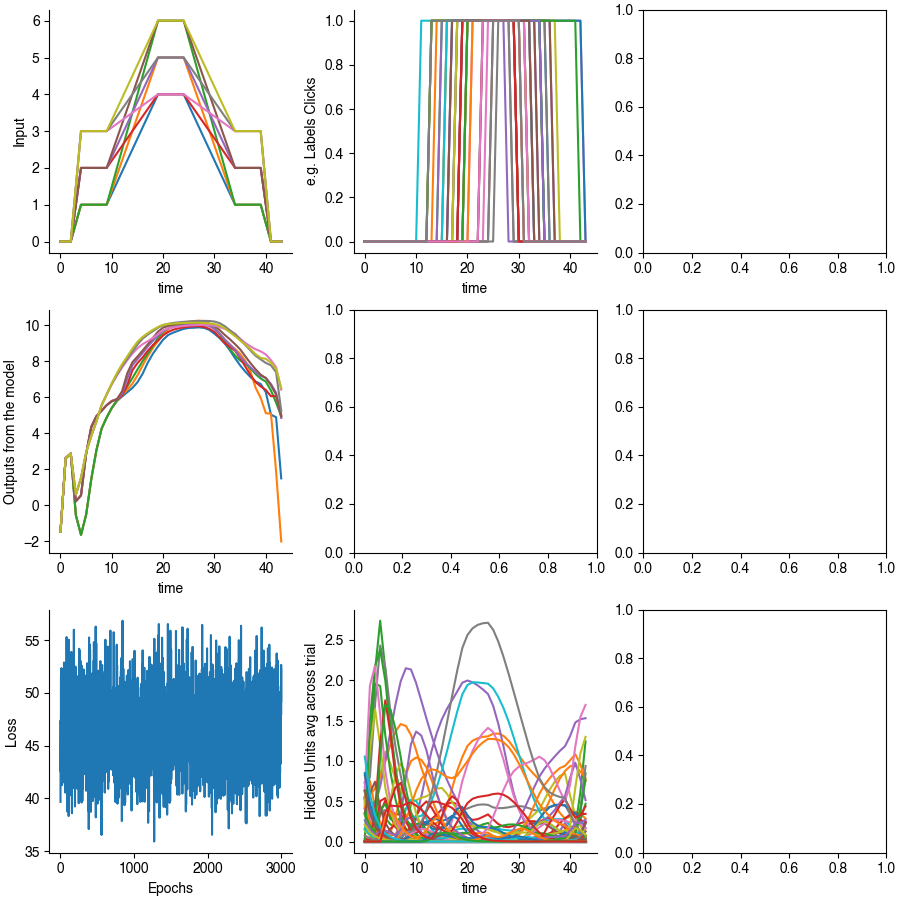 6
5
4
3
2
1
0
Input
0 10 20 30 40
time
1.0
0.8
0.6
0.4
0.2
0.0
e.g. Labels Clicks
0 10 20 30 40
time
1.0
0.8
0.6
0.4
0.2
0.0
0.0 0.2 0.4 0.6 0.8 1.0
10
8
6
4
2
0
−2
Outputs from the model
0 10 20 30 40
time
1.0
0.8
0.6
0.4
0.2
0.0
0.0 0.2 0.4 0.6 0.8 1.0
1.0
0.8
0.6
0.4
0.2
0.0
0.0 0.2 0.4 0.6 0.8 1.0
55
50
45
40
35
Loss
0 1000 2000 3000
Epochs
2.5
2.0
1.5
1.0
0.5
0.0
Hidden Units avg across trial
0 10 20 30 40
time
1.0
0.8
0.6
0.4
0.2
0.0
0.0 0.2 0.4 0.6 0.8 1.0